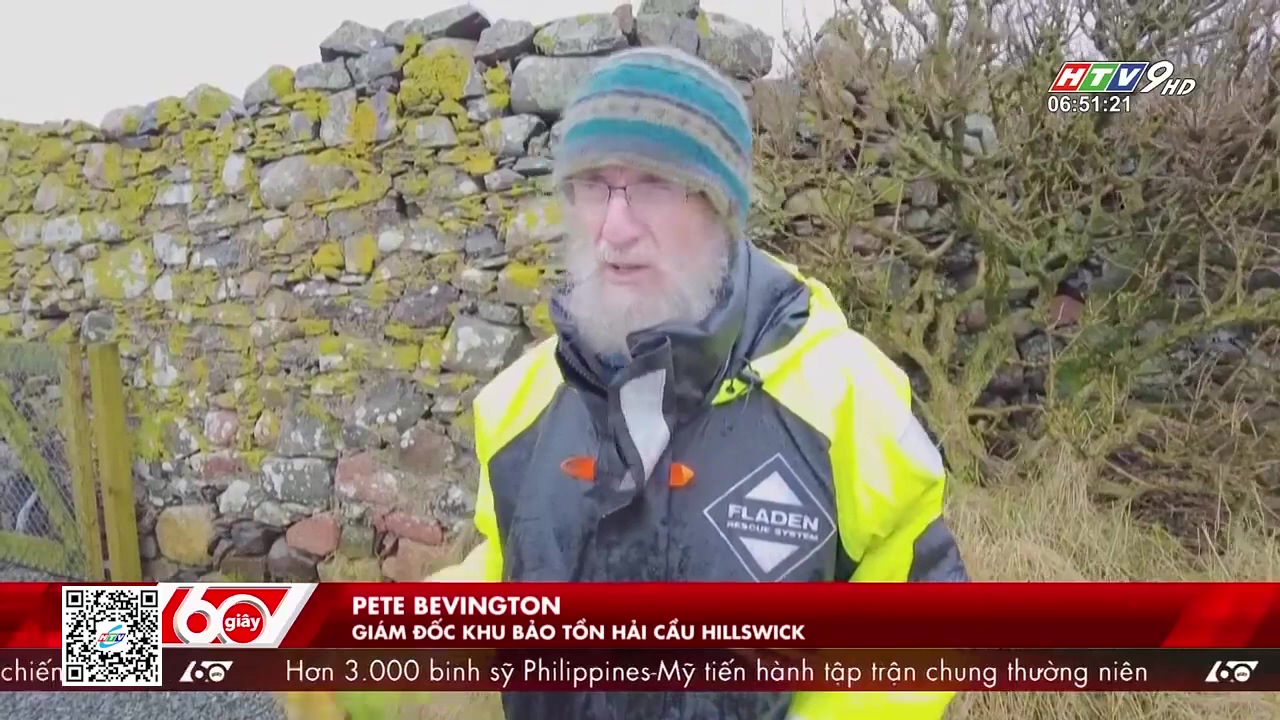 HTV9HD
06:51:21
FLADEN
RESCUE SYSTEM
60 giây
PETE BEVINGTON
GIÁM ĐỐC KHU BẢO TỒN HẢI CẨU HILLSWICK
HTV
chiến
60 Hơn 3.000 binh sỹ Philippines-Mỹ tiến hành tập trận chung thường niên 60